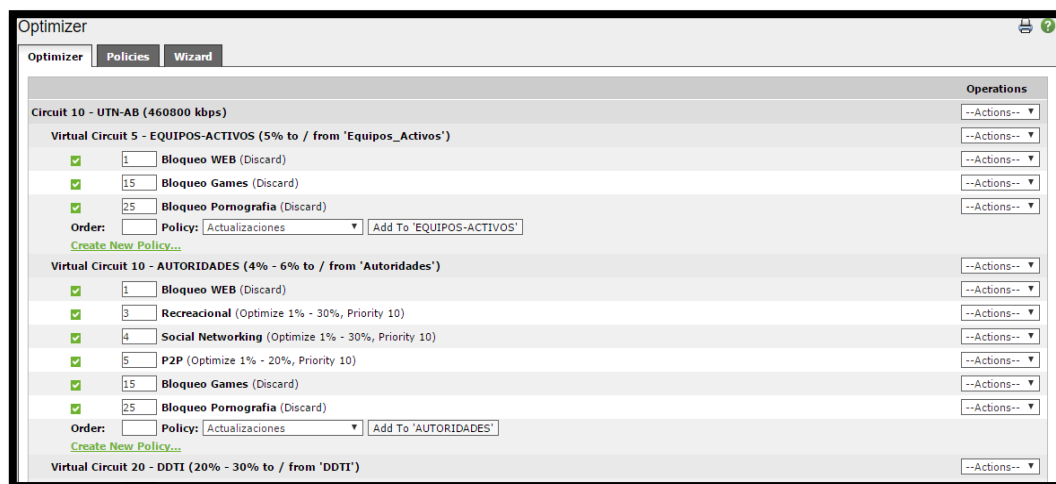 Optimizer
Optimizer Policies Wizard
Operations
Circuit 10 - UTN-AB (460800 kbps) --Actions--
Virtual Circuit 5 - EQUIPOS-ACTIVOS (5% to / from 'Equipos_Activos') --Actions--
1 Bloqueo WEB (Discard) --Actions--
15 Bloqueo Games (Discard) --Actions--
25 Bloqueo Pornografia (Discard) --Actions--
Order: Policy: Actualizaciones Add To 'EQUIPOS-ACTIVOS'
Create New Policy...
Virtual Circuit 10 - AUTORIDADES (4% - 6% to / from 'Autoridades') --Actions--
1 Bloqueo WEB (Discard) --Actions--
3 Recreacional (Optimize 1% - 30%, Priority 10) --Actions--
4 Social Networking (Optimize 1% - 30%, Priority 10) --Actions--
5 P2P (Optimize 1% - 20%, Priority 10) --Actions--
15 Bloqueo Games (Discard) --Actions--
25 Bloqueo Pornografia (Discard) --Actions--
Order: Policy: Actualizaciones Add To 'AUTORIDADES'
Create New Policy...
Virtual Circuit 20 - DDTI (20% - 30% to / from 'DDTI') --Actions--